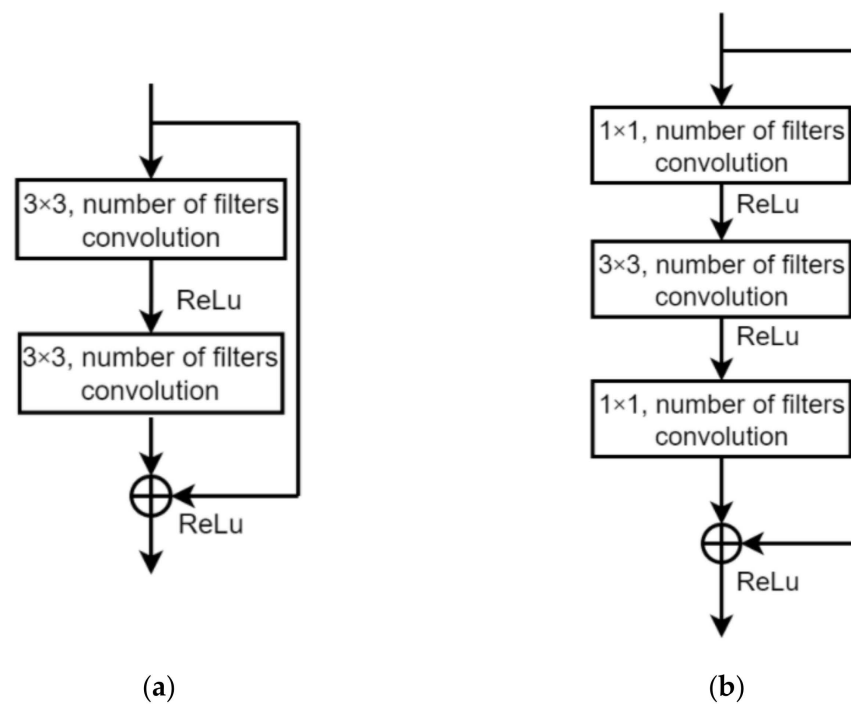 3×3, number of filters
convolution
ReLu
3×3, number of filters
convolution
ReLu
(a)
1×1, number of filters
convolution
ReLu
3×3, number of filters
convolution
ReLu
1×1, number of filters
convolution
ReLu
(b)